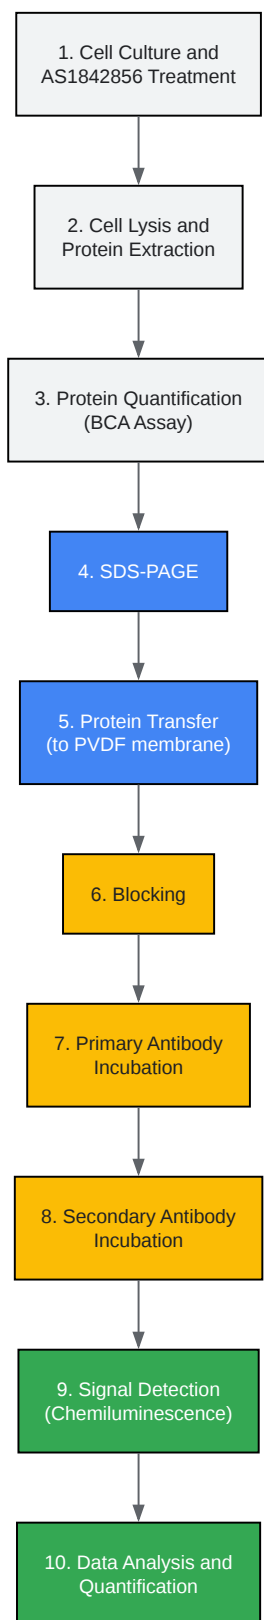 1. Cell Culture and
AS1842856 Treatment
2. Cell Lysis and
Protein Extraction
3. Protein Quantification
(BCA Assay)
4. SDS-PAGE
5. Protein Transfer
(to PVDF membrane)
6. Blocking
7. Primary Antibody
Incubation
8. Secondary Antibody
Incubation
9. Signal Detection
(Chemiluminescence)
10. Data Analysis and
Quantification